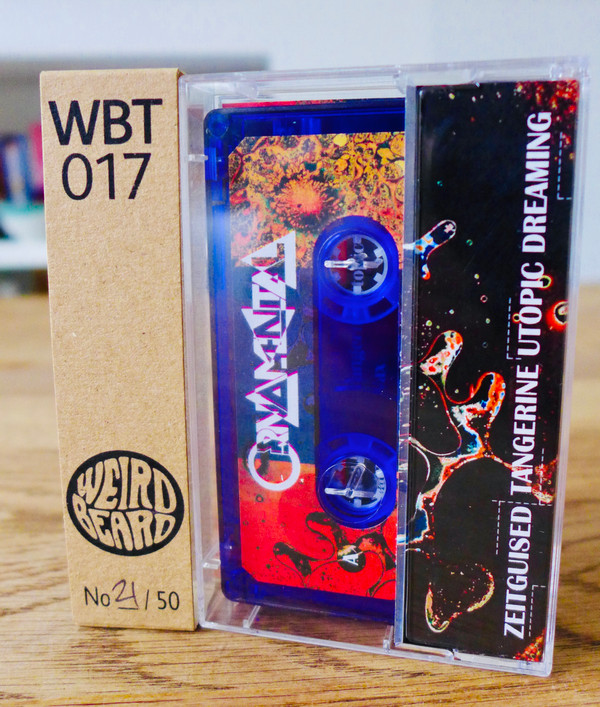 WBT
017
WEIRD
BEARD
No 21/50
ORNAMENTAL
A
ZEITGUISED TANGERINE UTOPIC DREAMING